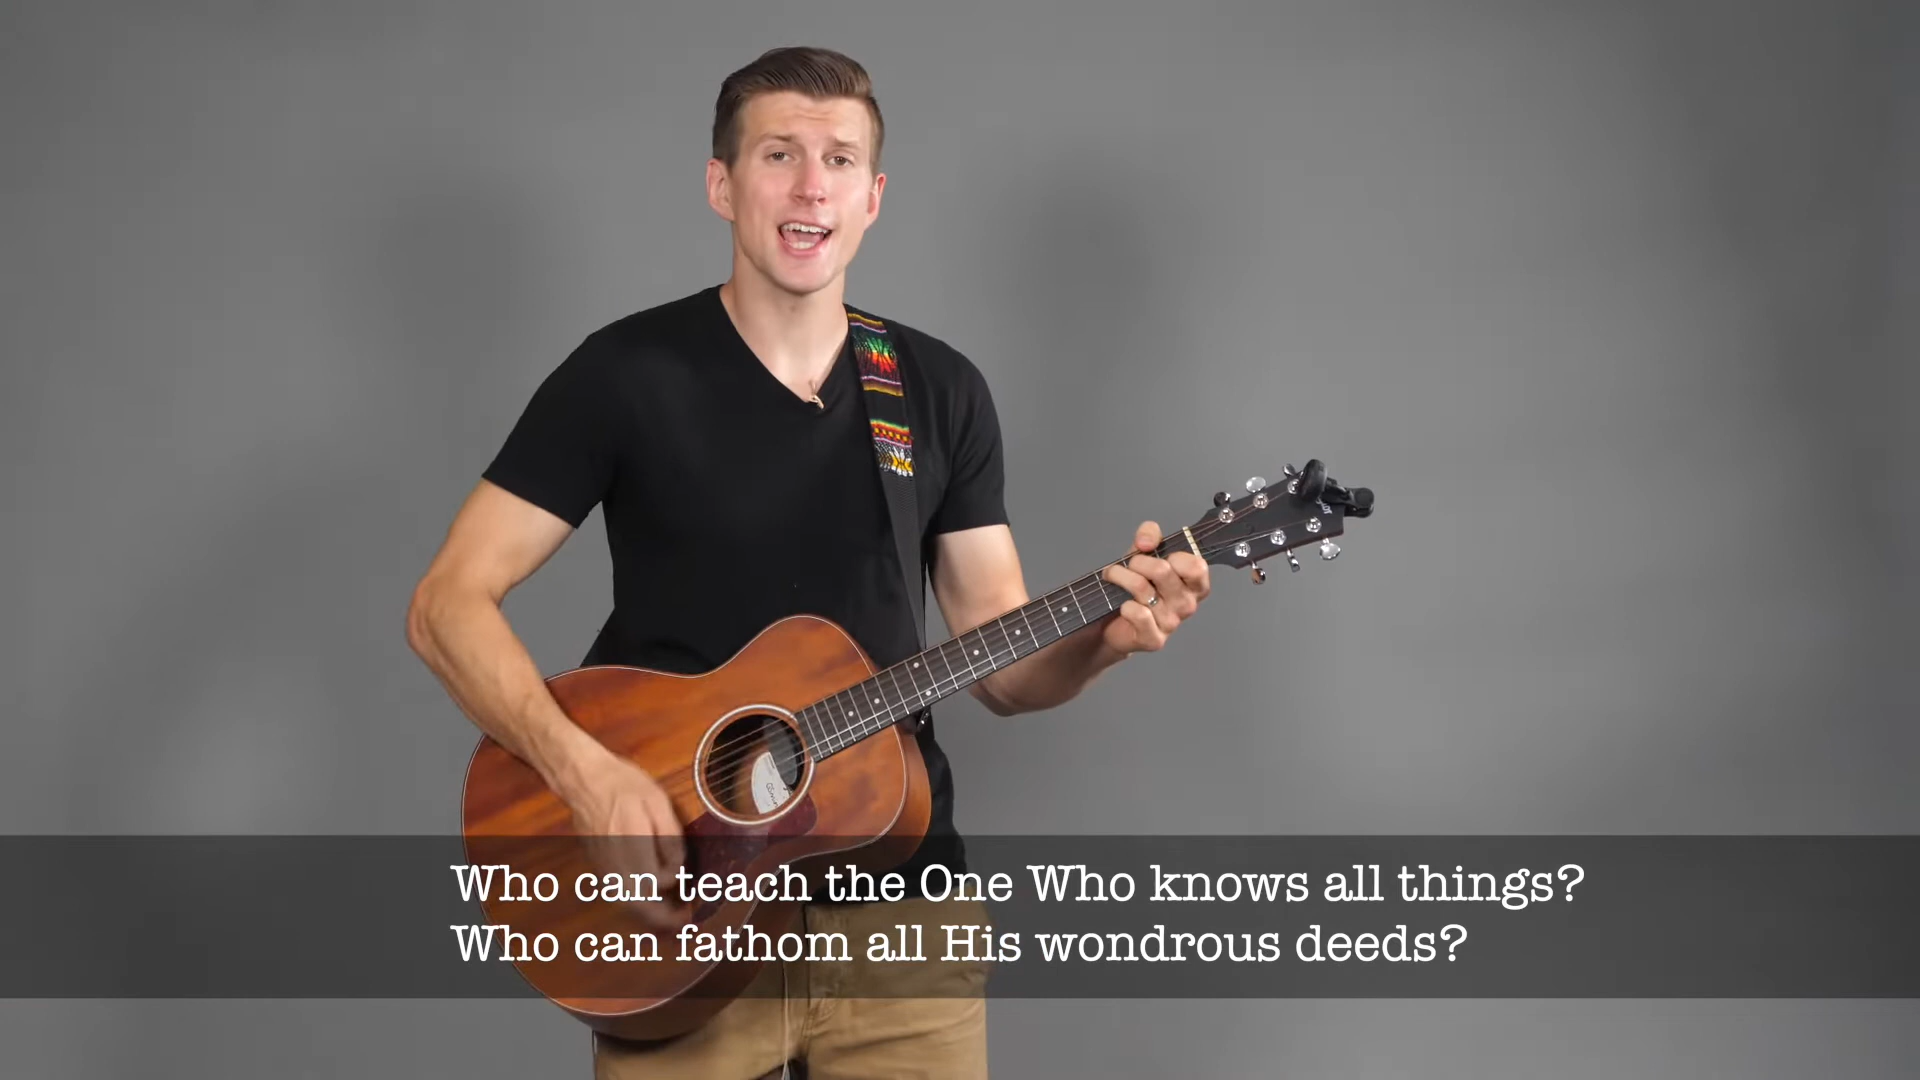 Who can teach the One Who knows all things?
Who can fathom all His wondrous deeds?